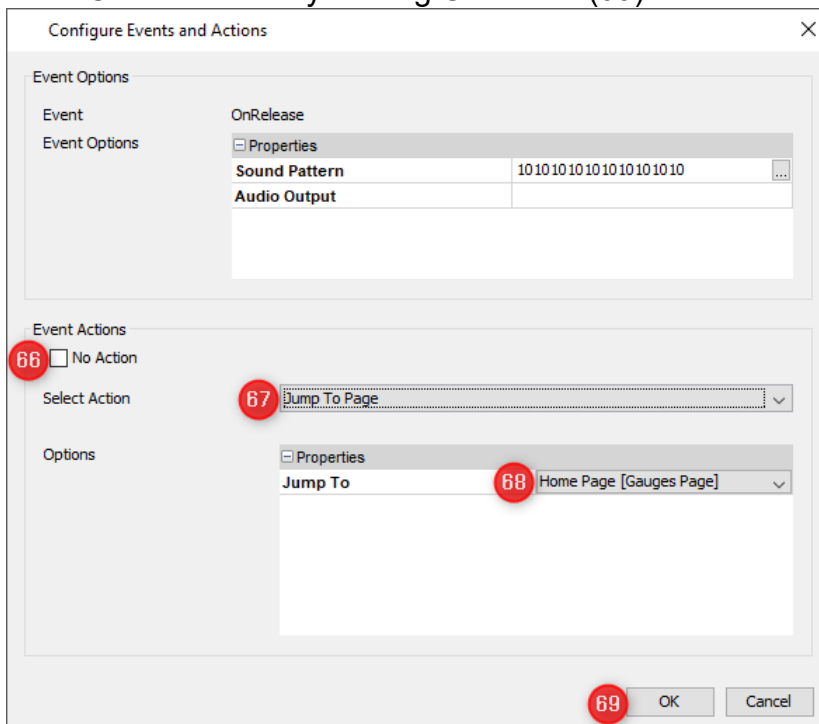 Configure Events and Actions
Event Options
Event OnRelease
Event Options Properties
Sound Pattern 10101010101010101010 ...
Audio Output
Event Actions
66 No Action
Select Action 67 Jump To Page
Options Properties
Jump To 68 Home Page [Gauges Page]
69 OK Cancel